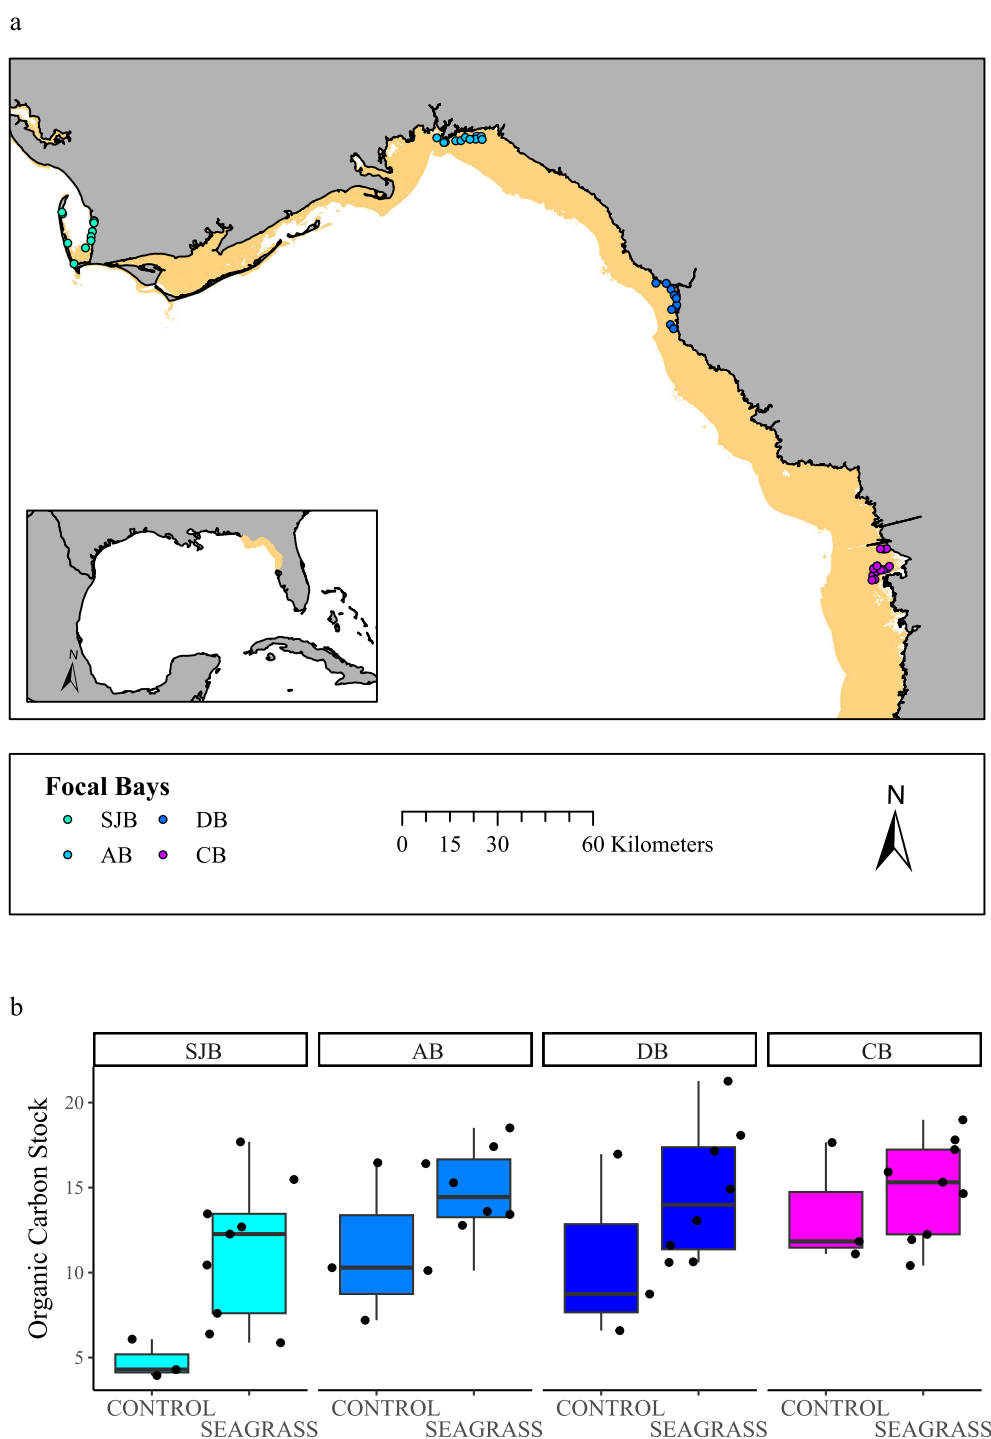 a
N
Focal Bays
SJB DB
AB CB
0 15 30 60 Kilometers
N
b
SJB AB DB CB
Organic Carbon Stock
20
15
10
5
CONTROL CONTROL CONTROL CONTROL
SEAGRASS SEAGRASS SEAGRASS SEAGRASS